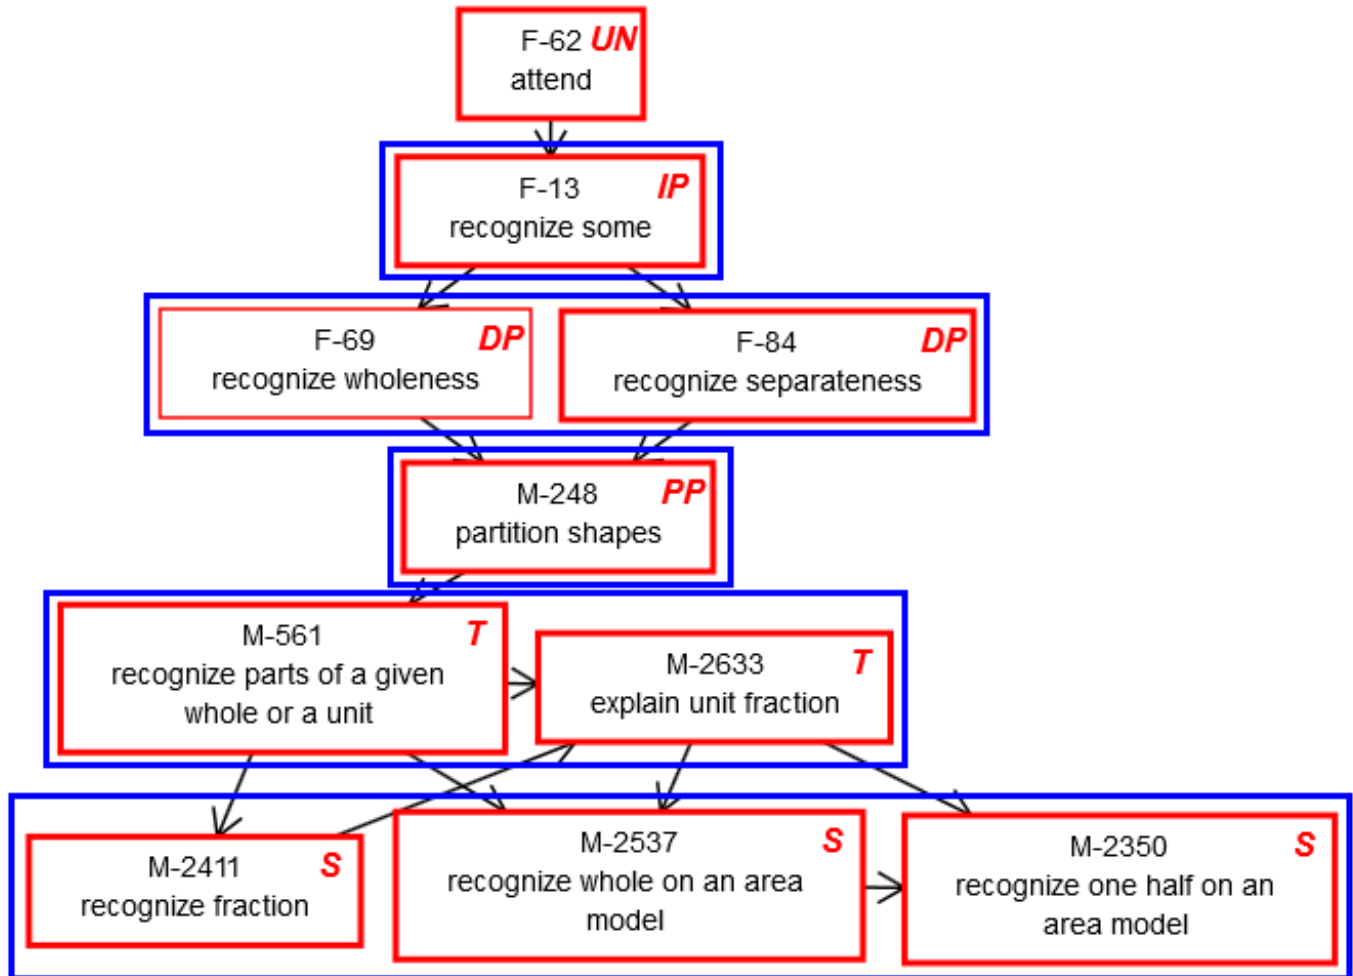 F-62 UN
attend
F-13 IP
recognize some
F-69 DP
recognize wholeness
F-84 DP
recognize separateness
M-248 PP
partition shapes
M-561 T
recognize parts of a given
whole or a unit
M-2633 T
explain unit fraction
M-2411 S
recognize fraction
M-2537 S
recognize whole on an area
model
M-2350 S
recognize one half on an
area model